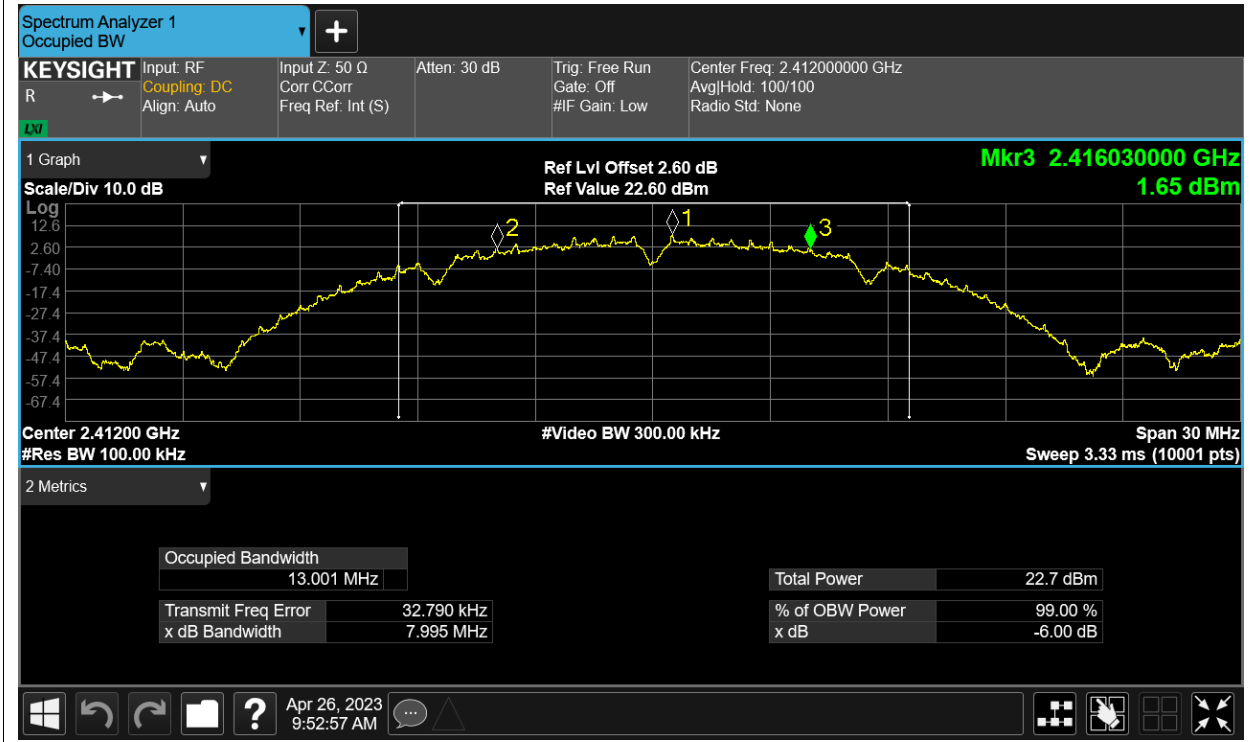 Spectrum Analyzer 1
Occupied BW
KEYSIGHT
R
LXI
Input: RF
Coupling: DC
Align: Auto
Input Z: 50 Ω
Corr CCorr
Freq Ref: Int (S)
Atten: 30 dB
Trig: Free Run
Gate: Off
#IF Gain: Low
Center Freq: 2.412000000 GHz
Avg|Hold: 100/100
Radio Std: None
1 Graph
Scale/Div 10.0 dB
Ref Lvl Offset 2.60 dB
Ref Value 22.60 dBm
Mkr3 2.416030000 GHz
1.65 dBm
Log
12.6
2.60
-7.40
-17.4
-27.4
-37.4
-47.4
-57.4
-67.4
2
1
3
Center 2.41200 GHz
#Video BW 300.00 kHz
Span 30 MHz
#Res BW 100.00 kHz
Sweep 3.33 ms (10001 pts)
2 Metrics
Occupied Bandwidth
13.001 MHz
Transmit Freq Error 32.790 kHz
x dB Bandwidth 7.995 MHz
Total Power 22.7 dBm
% of OBW Power 99.00 %
x dB -6.00 dB
?
Apr 26, 2023
9:52:57 AM